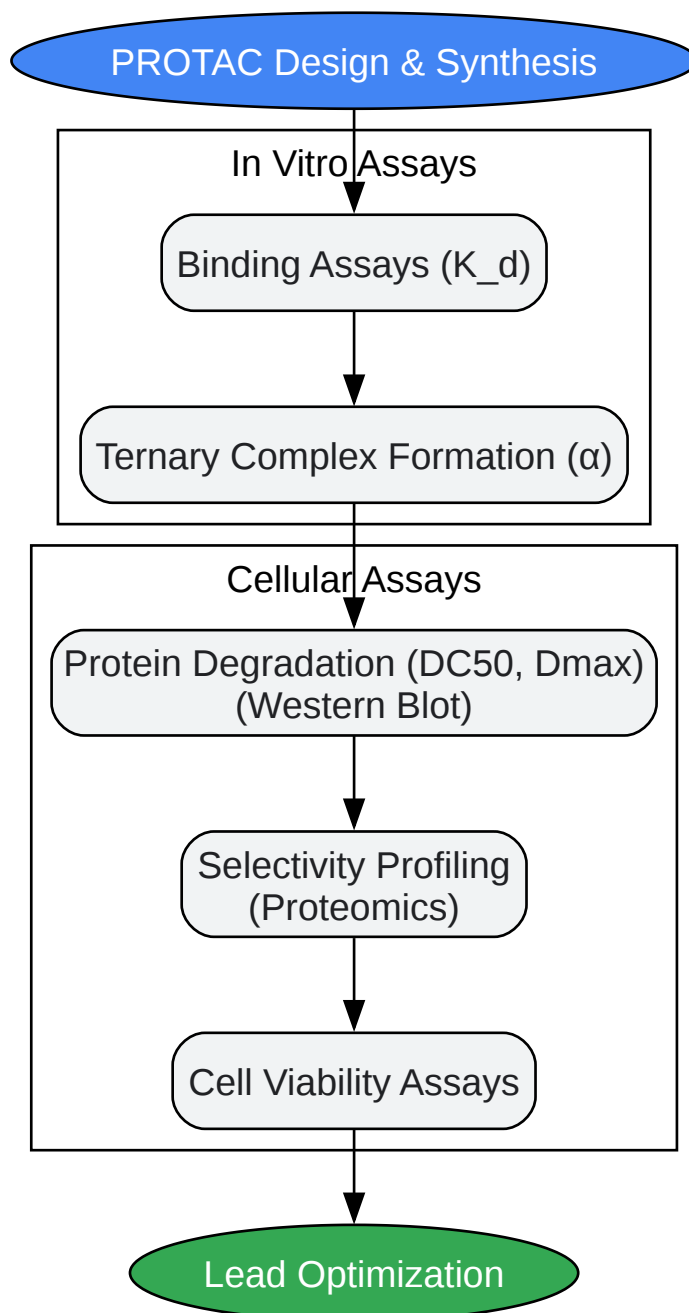 PROTAC Design & Synthesis
In Vitro Assays
Binding Assays (K_d)
Ternary Complex Formation (α)
Cellular Assays
Protein Degradation (DC50, Dmax)
(Western Blot)
Selectivity Profiling
(Proteomics)
Cell Viability Assays
Lead Optimization